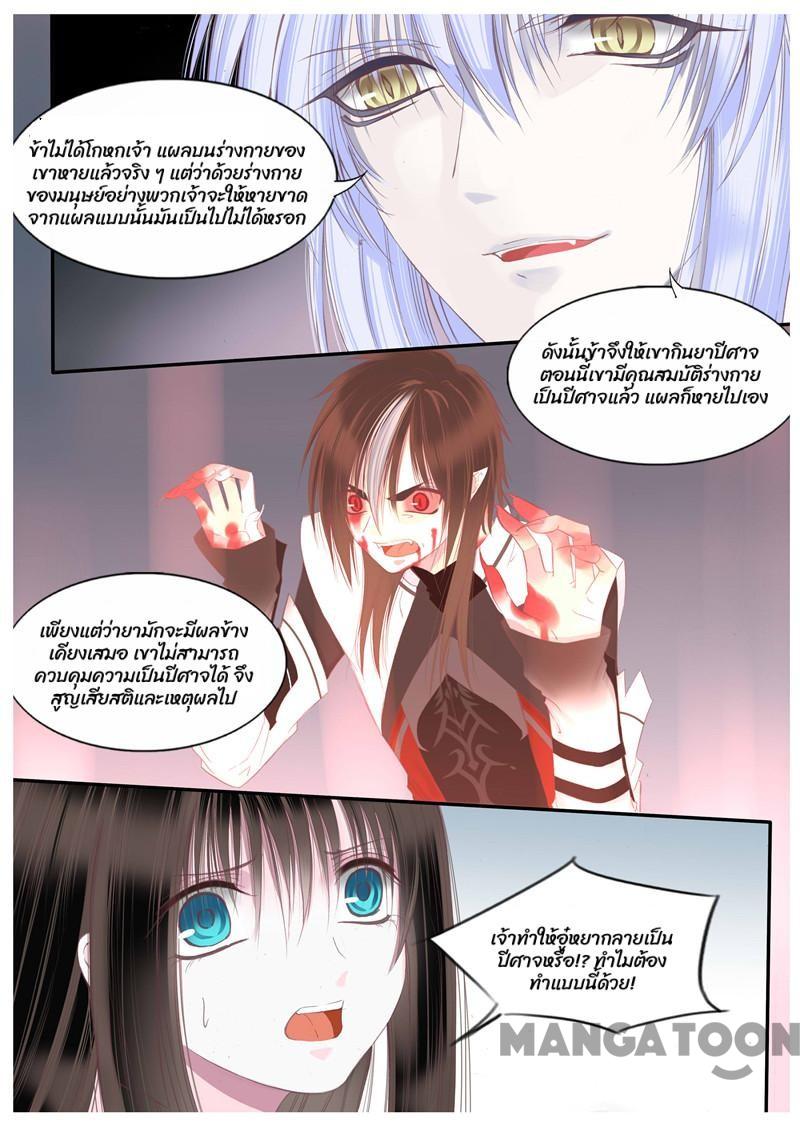 ข้าไม่ได้โกหกเจ้า แผลบนร่างกายของ
เขาหายแล้วจริง ๆ แต่ว่าด้วยร่างกาย
ของมนุษย์อย่างพวกเจ้าจะให้หายขาด
จากแผลแบบนั้นมันเป็นไปไม่ได้หรอก
ดังนั้นข้าจึงให้เขากินยาปีศาจ
ตอนนี้เขามีคุณสมบัติร่างกาย
เป็นปีศาจแล้ว แผลก็หายไปเอง
เพียงแต่ว่ายามักจะมีผลข้าง
เคียงเสมอ เขาไม่สามารถ
ควบคุมความเป็นปีศาจได้ จึง
สูญเสียสติและเหตุผลไป
เจ้าทำให้อู๋หยากลายเป็น
ปีศาจหรือ!? ทำไมต้อง
ทำแบบนี้ด้วย!
MANGATOON